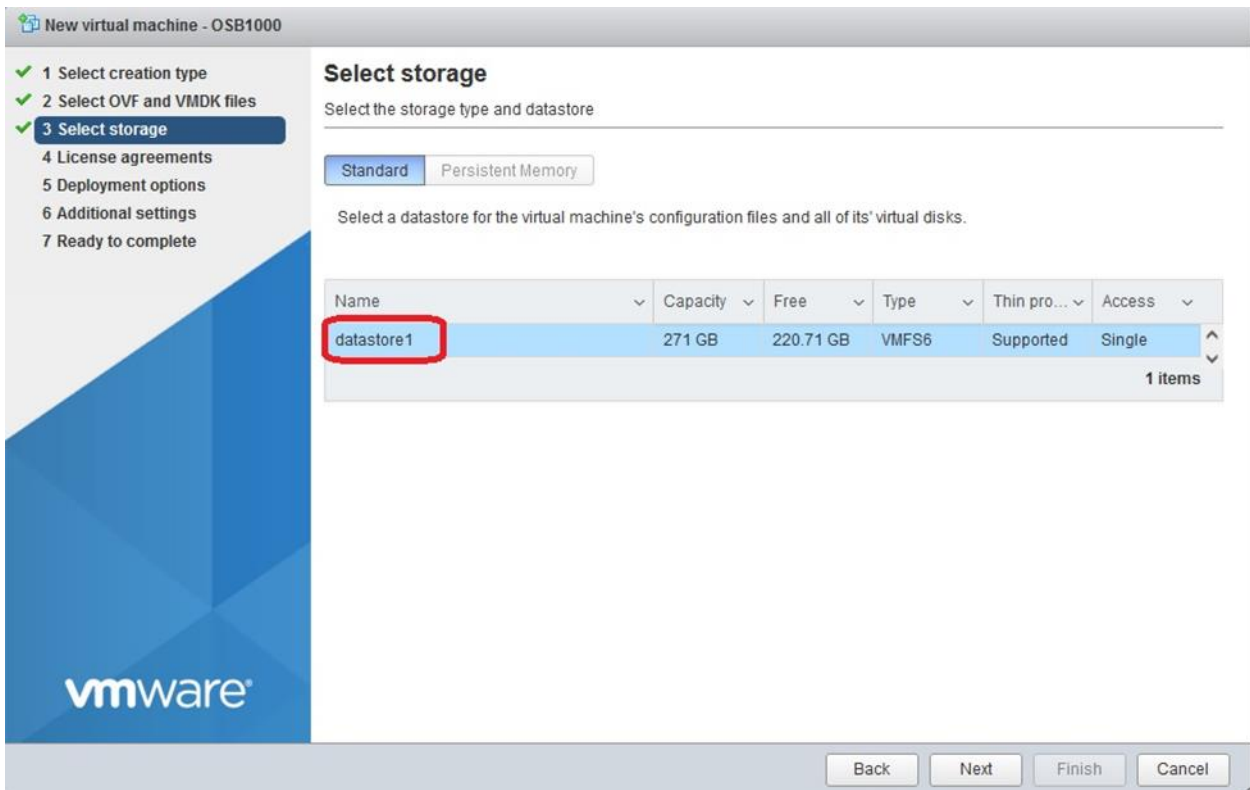 New virtual machine - OSB1000
1 Select creation type
2 Select OVF and VMDK files
3 Select storage
4 License agreements
5 Deployment options
6 Additional settings
7 Ready to complete
vmware®
Select storage
Select the storage type and datastore
Standard Persistent Memory
Select a datastore for the virtual machine's configuration files and all of its' virtual disks.
Name Capacity Free Type Thin pro... Access
datastore1 271 GB 220.71 GB VMFS6 Supported Single
1 items
Back Next Finish Cancel